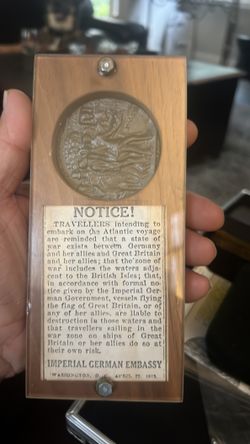 NOTICE!
TRAVELLERS intending to
embark on the Atlantic voyage
are reminded that a state of
war exists between Germany
and her allies and Great Britain
and her allies; that the zone of
war includes the waters adja-
cent to the British Isles; that,
in accordance with formal no-
tice given by the Imperial Ger-
man Government, vessels flying
the flag of Great Britain, or of
any of her allies, are liable to
destruction in those waters and
that travellers sailing in the
war zone on ships of Great
Britain or her allies do so at
their own risk.
IMPERIAL GERMAN EMBASSY
WASHINGTON, D. C., APRIL 22, 1915.